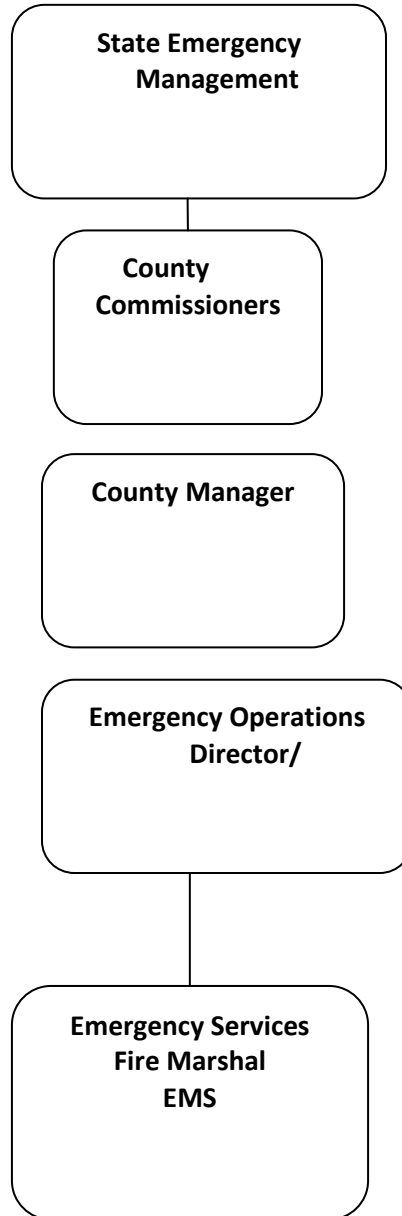 State Emergency
Management
County
Commissioners
County Manager
Emergency Operations
Director/
Emergency Services
Fire Marshal
EMS